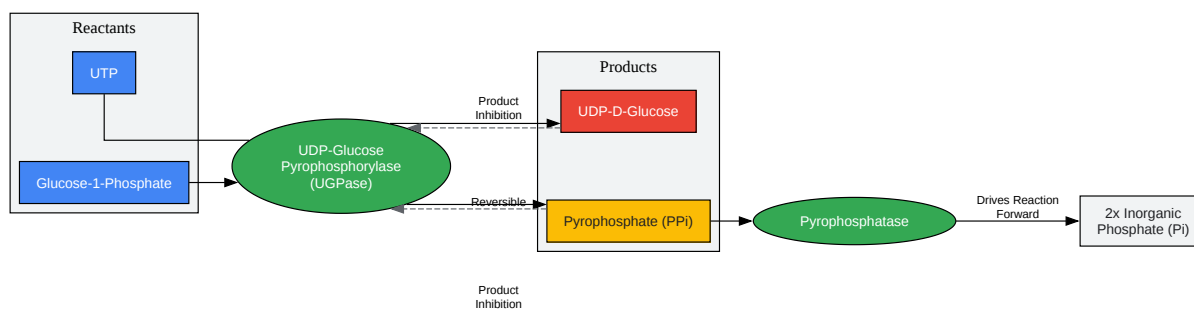 Reactants
UTP
Glucose-1-Phosphate
UDP-Glucose
Pyrophosphorylase
(UGPase)
Product
Inhibition
Reversible
Products
UDP-D-Glucose
Pyrophosphate (PPi)
Pyrophosphatase
Drives Reaction
Forward
2x Inorganic
Phosphate (Pi)
Product
Inhibition